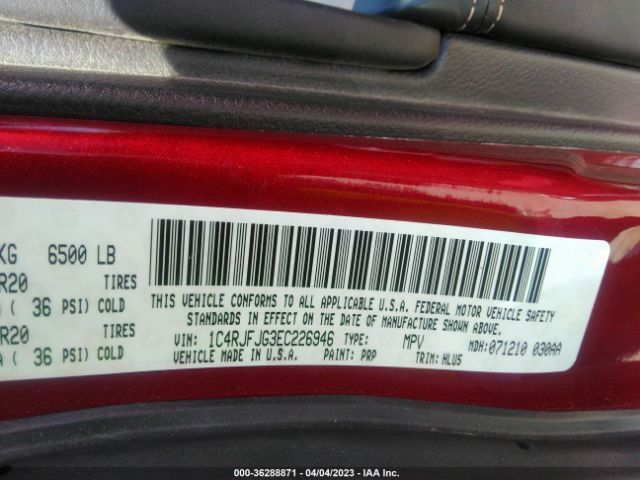 KG 6500 LB
R20 TIRES
( 36 PSI) COLD
R20 TIRES
( 36 PSI) COLD
THIS VEHICLE CONFORMS TO ALL APPLICABLE U.S.A. FEDERAL MOTOR VEHICLE SAFETY
STANDARDS IN EFFECT ON THE DATE OF MANUFACTURE SHOWN ABOVE.
VIN: 1C4RJFJG3EC226946 TYPE: MPV MDH: 071210 030AA
VEHICLE MADE IN U.S.A. PAINT: PRP TRIM: HLU5
000-36288871 - 04/04/2023 - IAA Inc.